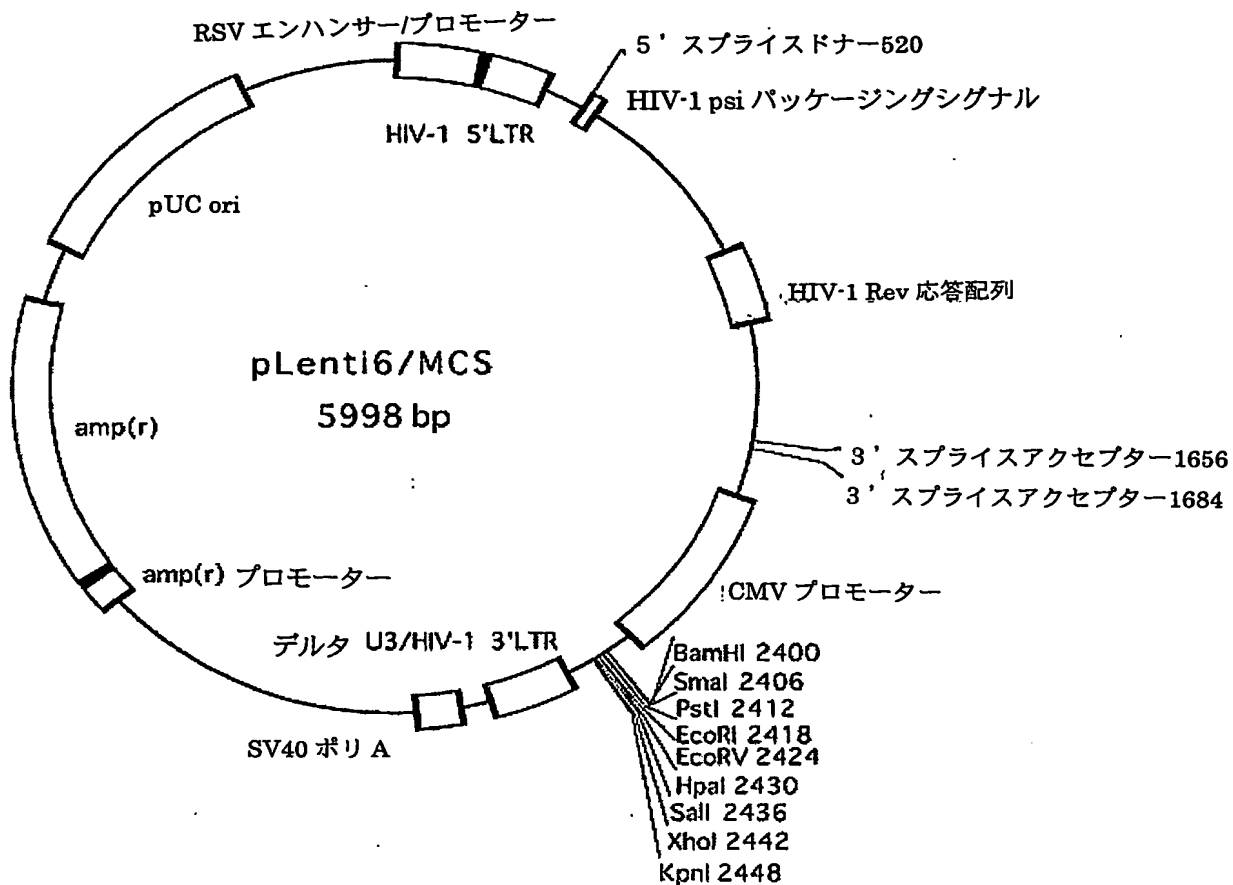 RSV エンハンサー/プロモーター
5' スプライスドナー520
HIV-1 psi パッケージングシグナル
HIV-1 5'LTR
pUC ori
HIV-1 Rev 応答配列
pLenti6/MCS
5998 bp
amp(r)
3' スプライスアクセプター1656
3' スプライスアクセプター1684
amp(r) プロモーター
CMV プロモーター
デルタ U3/HIV-1 3'LTR
BamHI 2400
SmaI 2406
PstI 2412
EcoRI 2418
EcoRV 2424
HpaI 2430
SalI 2436
XhoI 2442
KpnI 2448
SV40 ポリ A